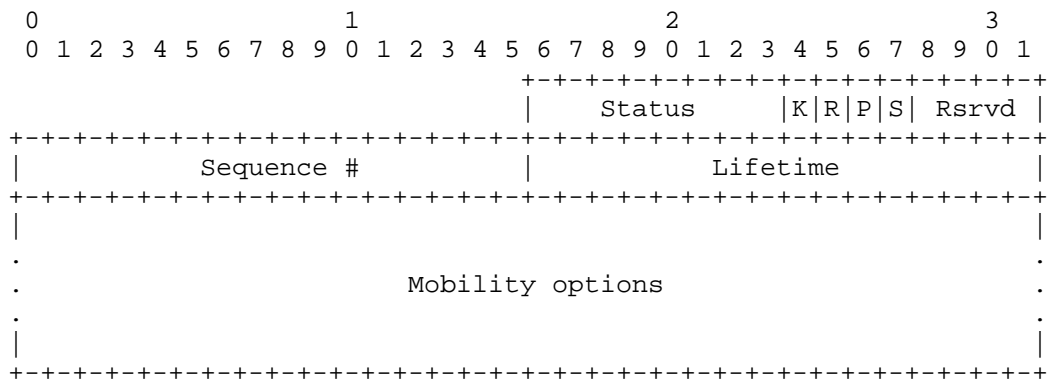 0                   1                   2                   3
 0 1 2 3 4 5 6 7 8 9 0 1 2 3 4 5 6 7 8 9 0 1 2 3 4 5 6 7 8 9 0 1
                                +-+-+-+-+-+-+-+-+-+-+-+-+-+-+-+-+
                                |    Status     |K|R|P|S| Rsrvd |
+-+-+-+-+-+-+-+-+-+-+-+-+-+-+-+-+-+-+-+-+-+-+-+-+-+-+-+-+-+-+-+-+
|           Sequence #          |           Lifetime            |
+-+-+-+-+-+-+-+-+-+-+-+-+-+-+-+-+-+-+-+-+-+-+-+-+-+-+-+-+-+-+-+-+
|                                                               |
.                                                               .
.                        Mobility options                       .
.                                                               .
|                                                               |
+-+-+-+-+-+-+-+-+-+-+-+-+-+-+-+-+-+-+-+-+-+-+-+-+-+-+-+-+-+-+-+-+